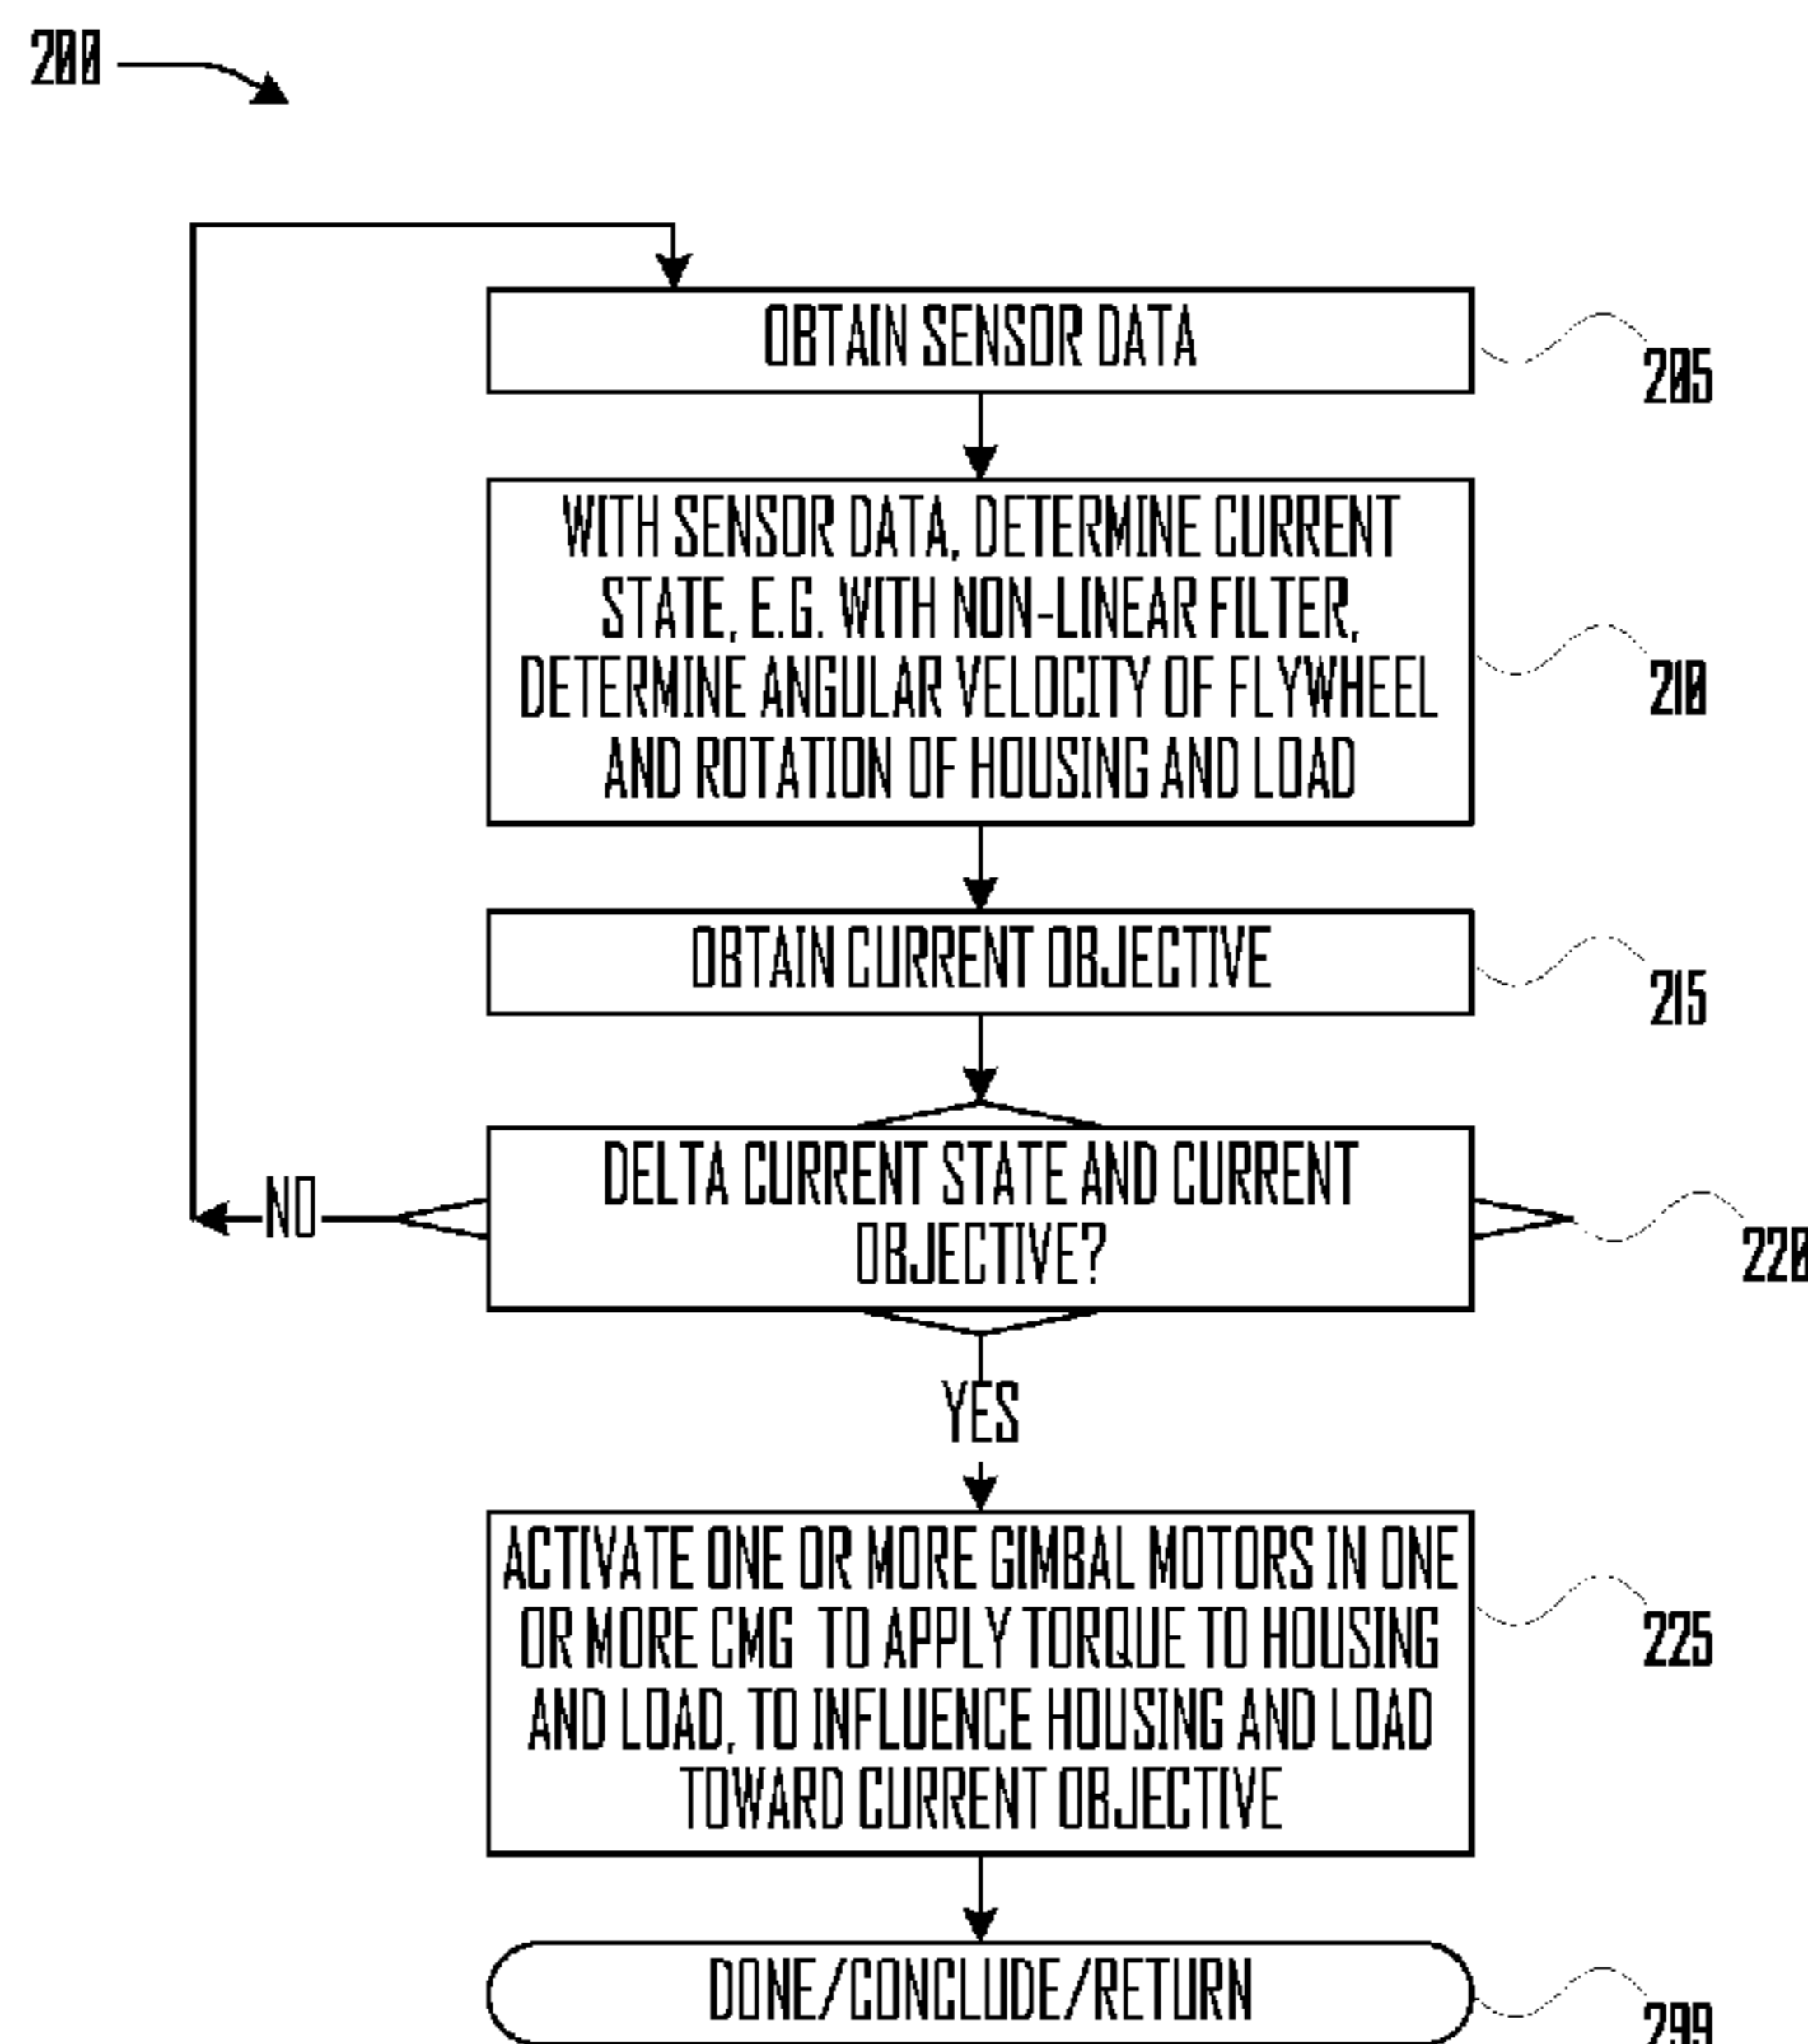 200
OBTAIN SENSOR DATA
205
WITH SENSOR DATA, DETERMINE CURRENT
STATE, E.G. WITH NON-LINEAR FILTER,
DETERMINE ANGULAR VELOCITY OF FLYWHEEL
AND ROTATION OF HOUSING AND LOAD
210
OBTAIN CURRENT OBJECTIVE
215
DELTA CURRENT STATE AND CURRENT
OBJECTIVE?
NO
220
YES
ACTIVATE ONE OR MORE GIMBAL MOTORS IN ONE
OR MORE CMG TO APPLY TORQUE TO HOUSING
AND LOAD, TO INFLUENCE HOUSING AND LOAD
TOWARD CURRENT OBJECTIVE
225
DONE/CONCLUDE/RETURN
299